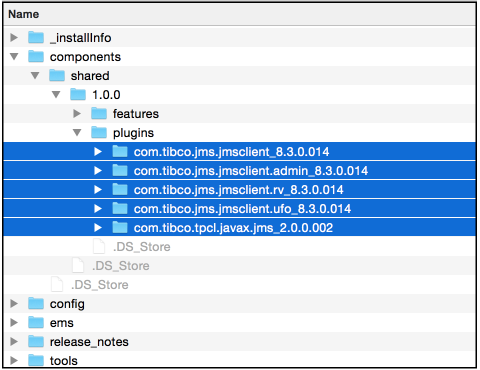 Name
_installInfo
components
shared
1.0.0
features
plugins
com.tibco.jms.jmsclient_8.3.0.014
com.tibco.jms.jmsclient.admin_8.3.0.014
com.tibco.jms.jmsclient.rv_8.3.0.014
com.tibco.jms.jmsclient.ufo_8.3.0.014
com.tibco.tpcl.javax.jms_2.0.0.002
.DS_Store
.DS_Store
.DS_Store
config
ems
release_notes
tools